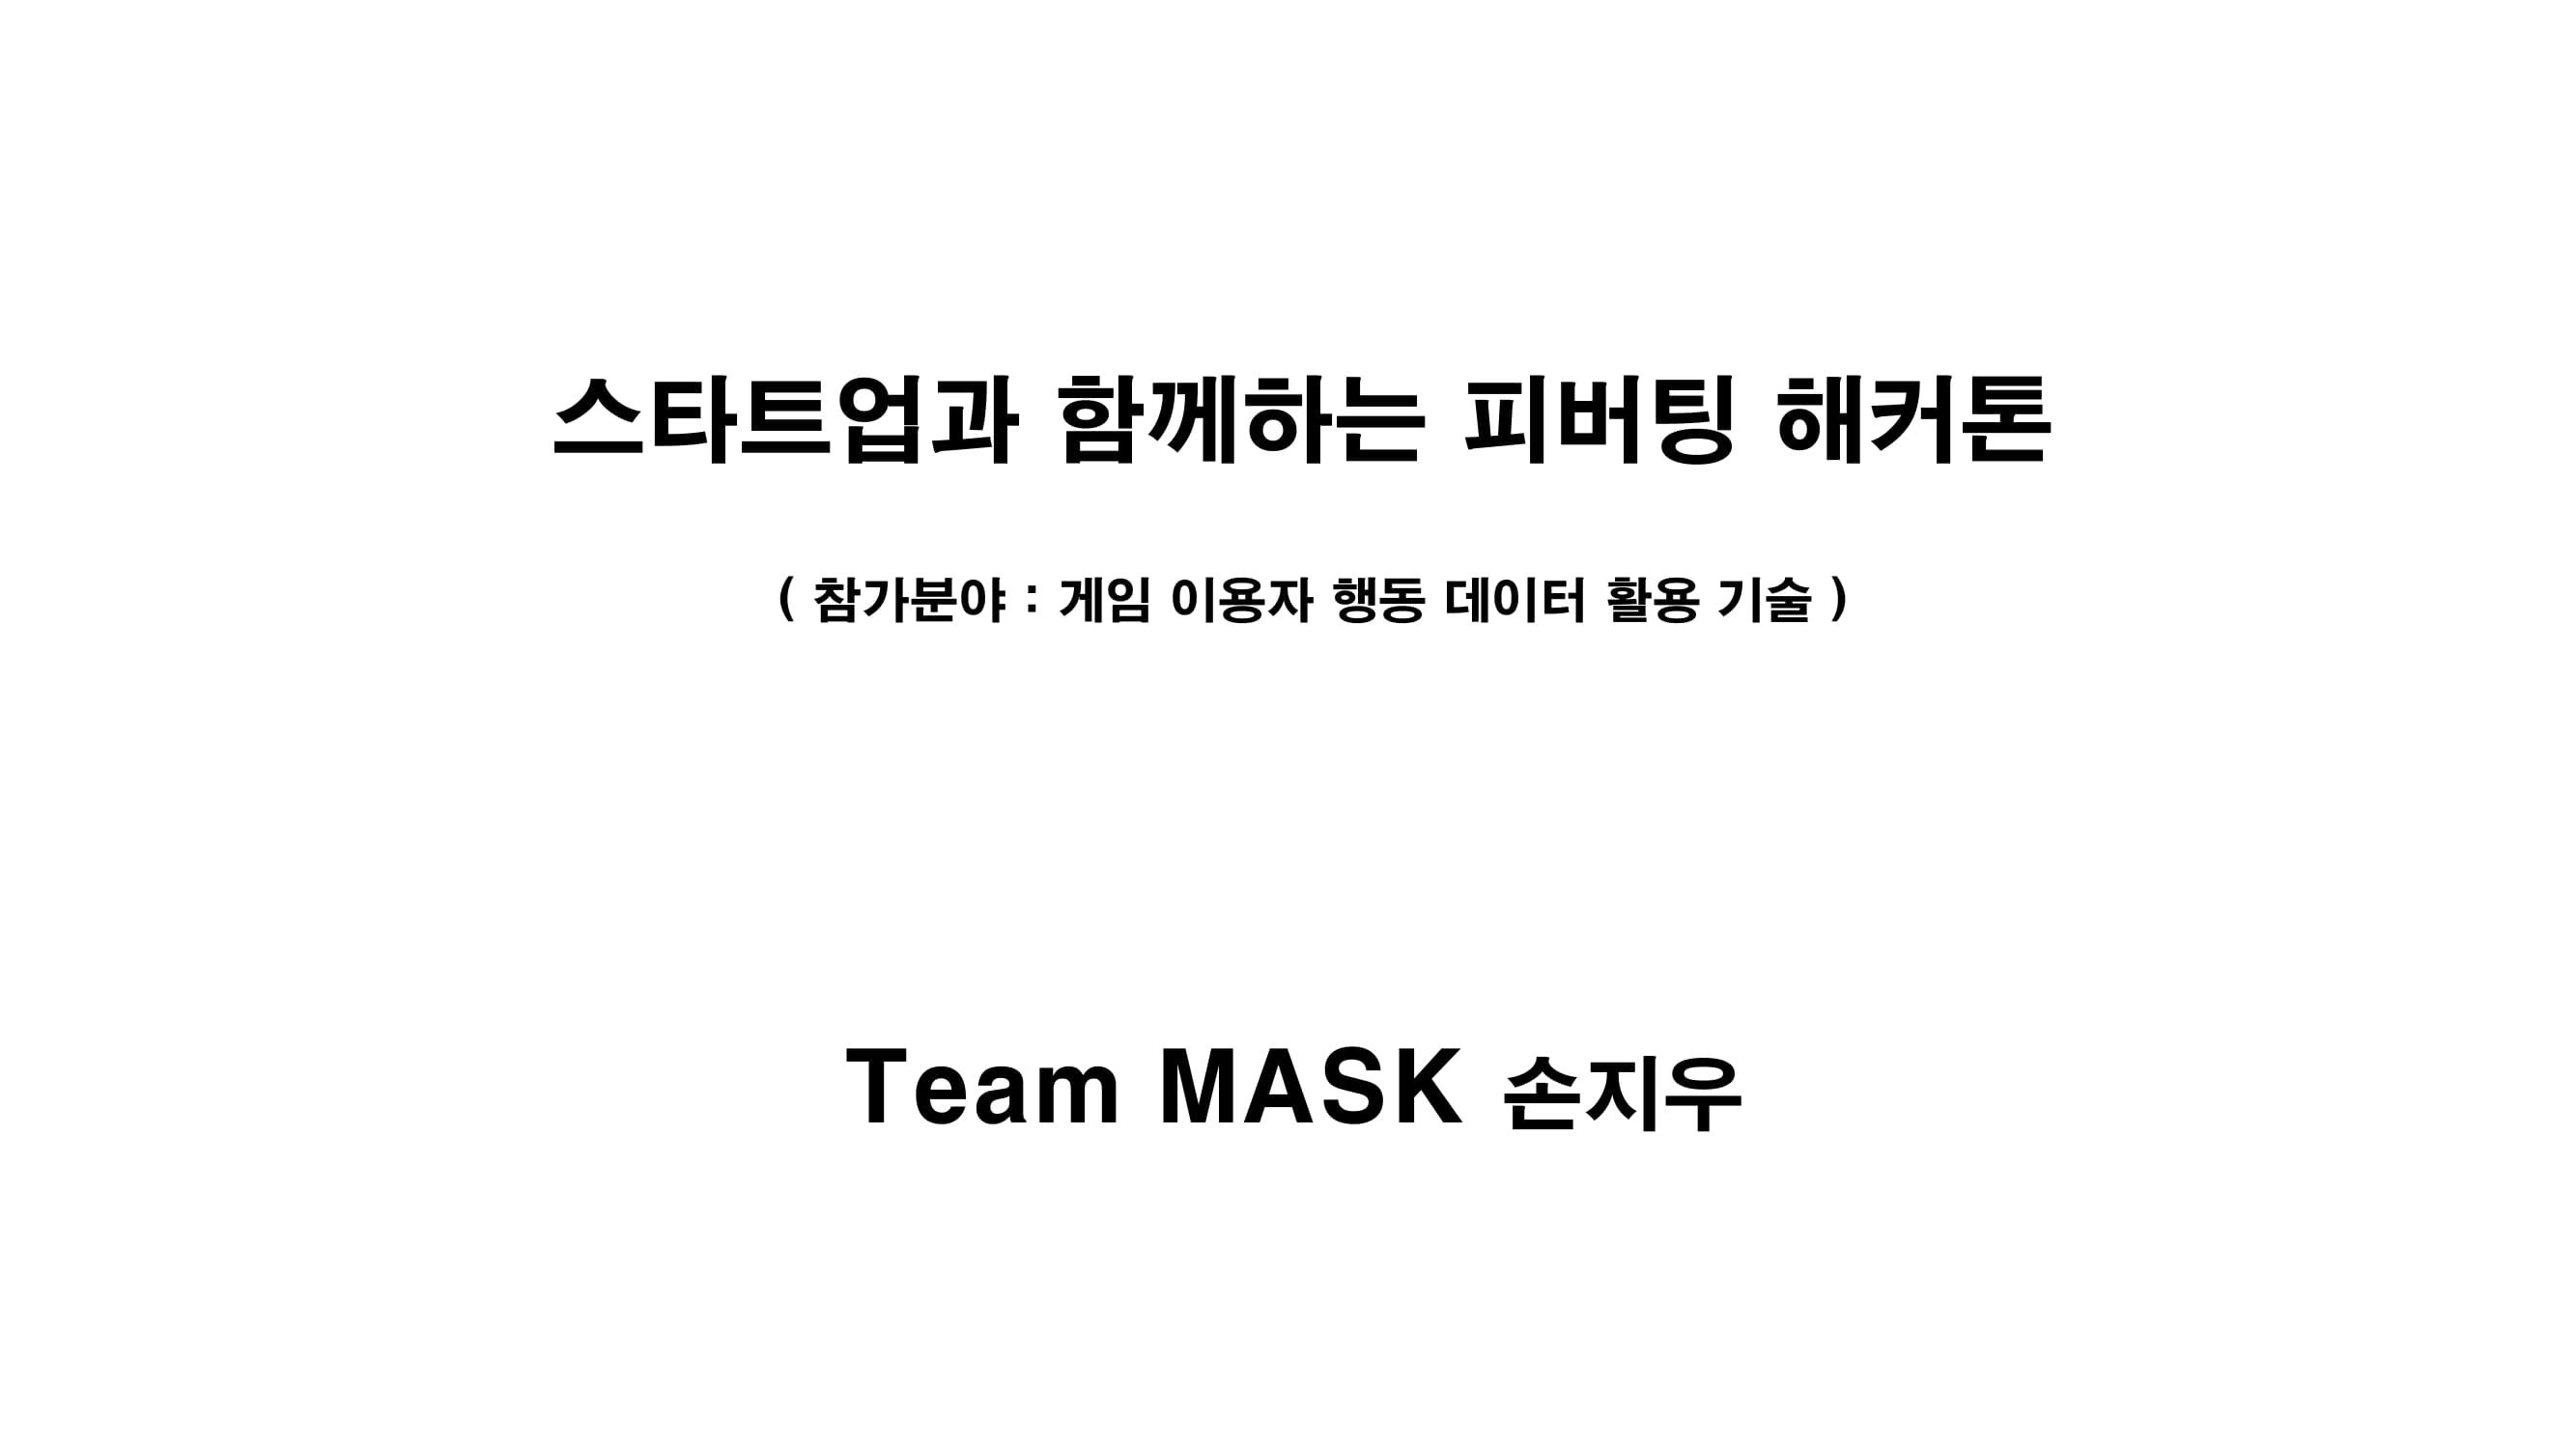 스타트업과 함께하는 피버팅 해커톤
( 참가분야 : 게임 이용자 행동 데이터 활용 기술 )
Team MASK 손지우